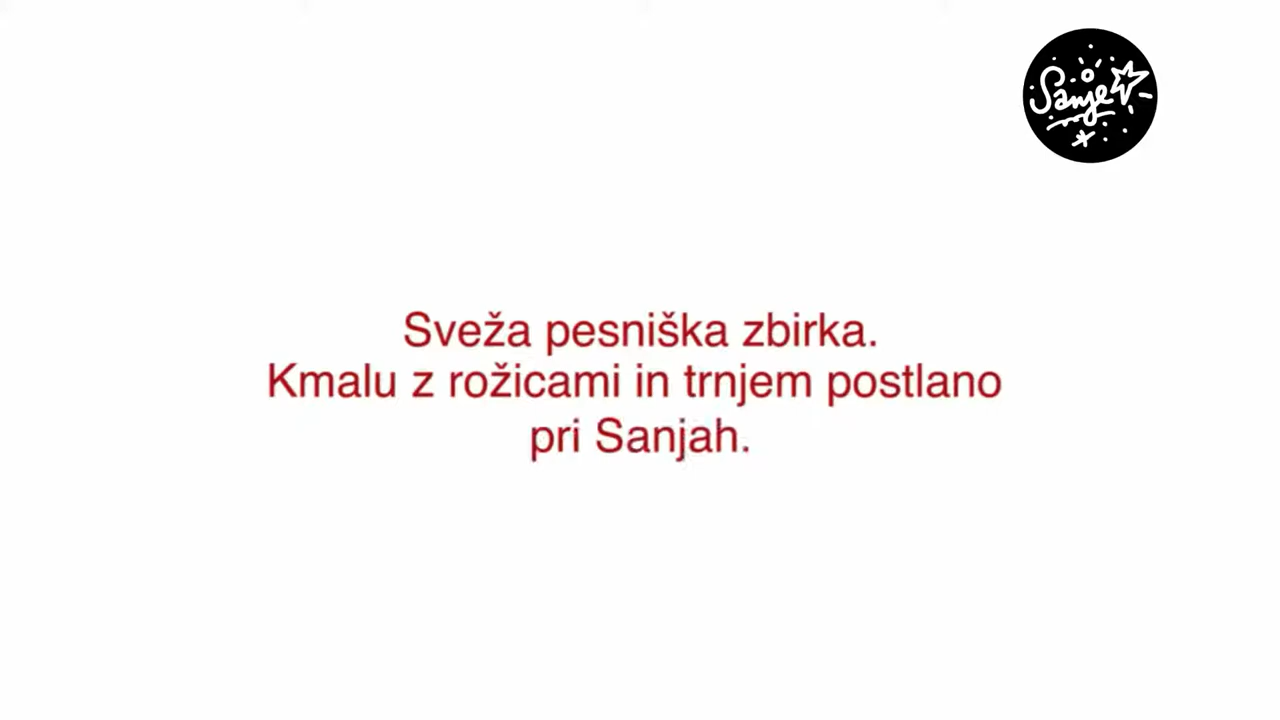 Sanje
Sveža pesniška zbirka.
Kmalu z rožicami in trnjem postlano
pri Sanjah.